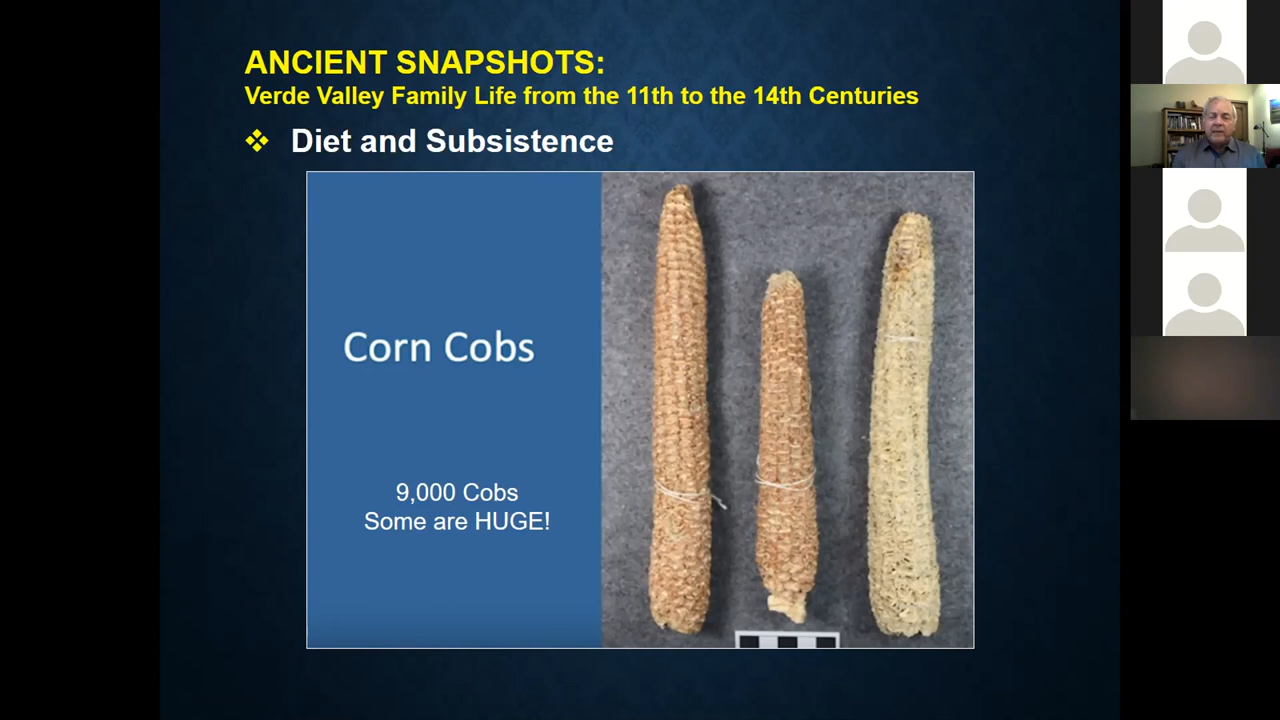 ANCIENT SNAPSHOTS:
Verde Valley Family Life from the 11th to the 14th Centuries
Diet and Subsistence
Corn Cobs
9,000 Cobs
Some are HUGE!